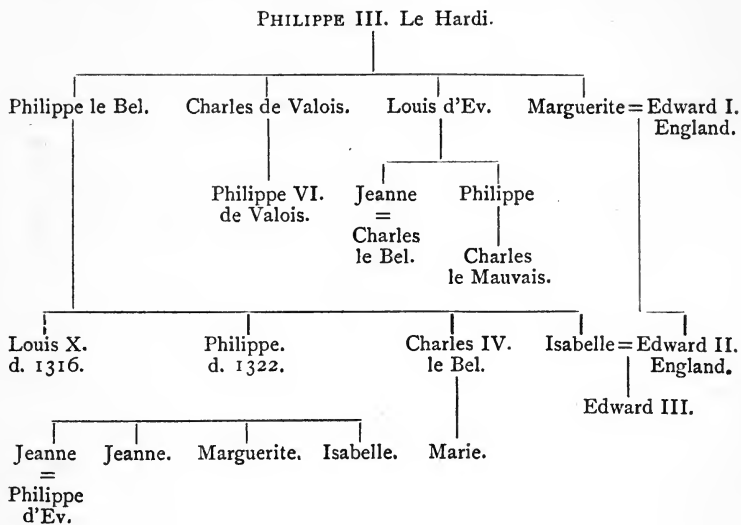 PHILIPPE III. Le Hardi.
Philippe le Bel. Charles de Valois. Louis d'Ev. Marguerite = Edward I.
England.
Philippe VI. Jeanne Philippe
de Valois. =
Charles Charles
le Bel. le Mauvais.
Louis X. Philippe. Charles IV. Isabelle = Edward II.
d. 1316. d. 1322. le Bel. England.
Edward III.
Jeanne Jeanne. Marguerite. Isabelle. Marie.
=
Philippe
d'Ev.